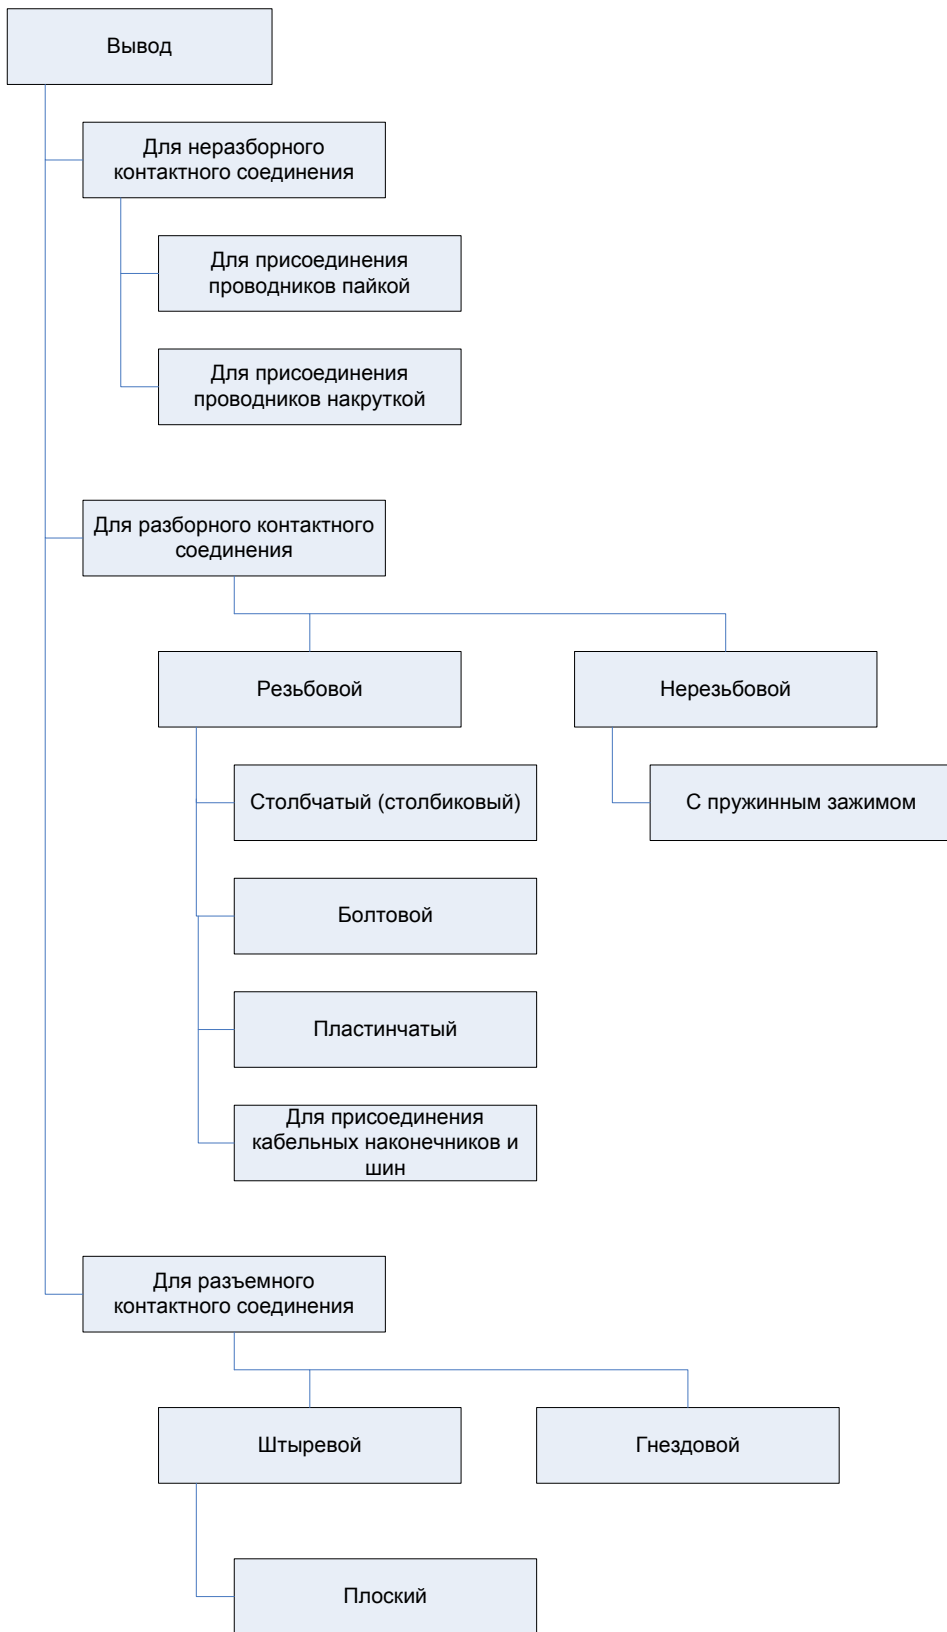 Вывод
Для неразборного
контактного соединения
Для присоединения
проводников пайкой
Для присоединения
проводников накруткой
Для разборного контактного
соединения
Резьбовой
Нерезьбовой
Столбчатый (столбиковый)
С пружинным зажимом
Болтовой
Пластинчатый
Для присоединения
кабельных наконечников и
шин
Для разъемного
контактного соединения
Штыревой
Гнездовой
Плоский